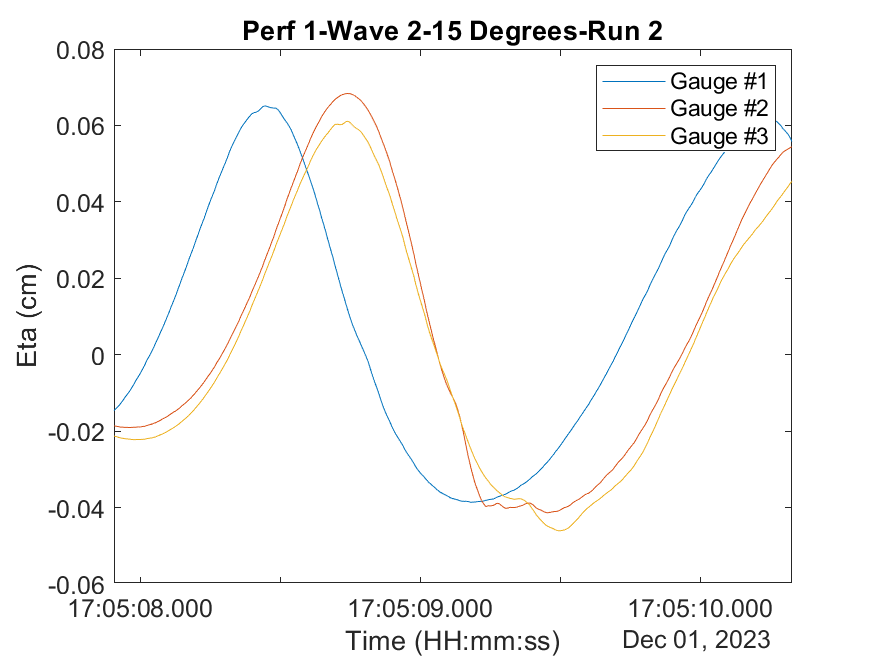 Perf 1-Wave 2-15 Degrees-Run 2
0.08
0.06
0.04
0.02
0
-0.02
-0.04
-0.06
Eta (cm)
Gauge #1
Gauge #2
Gauge #3
17:05:08.000 17:05:09.000 17:05:10.000
Time (HH:mm:ss)
Dec 01, 2023